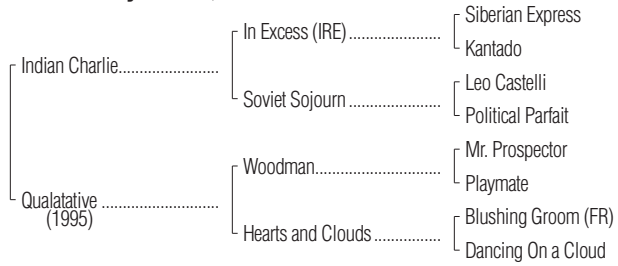 Siberian Express
In Excess (IRE)
Kantado
Indian Charlie
Leo Castelli
Soviet Sojourn
Political Parfait
Mr. Prospector
Woodman
Playmate
Qualatative
(1995)
Blushing Groom (FR)
Hearts and Clouds
Dancing On a Cloud